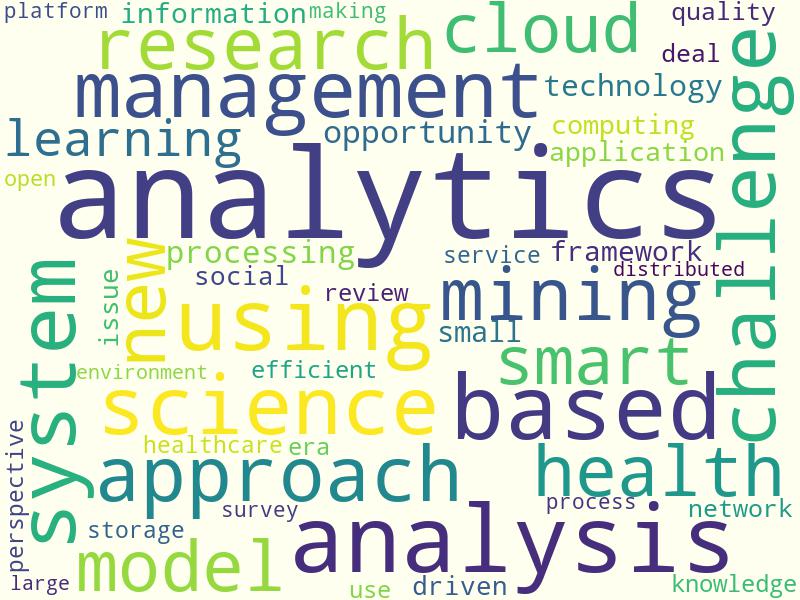 platform
information
making
quality
research
cloud
deal
challenge
management
technology
learning
opportunity
computing
application
open
analytics
new
processing
service
framework
distributed
social
issue
review
using
mining
small
system
smart
environment
efficient
science
based
healthcare
era
perspective
approach
health
survey
process
network
storage
analysis
model
large
use
driven
knowledge